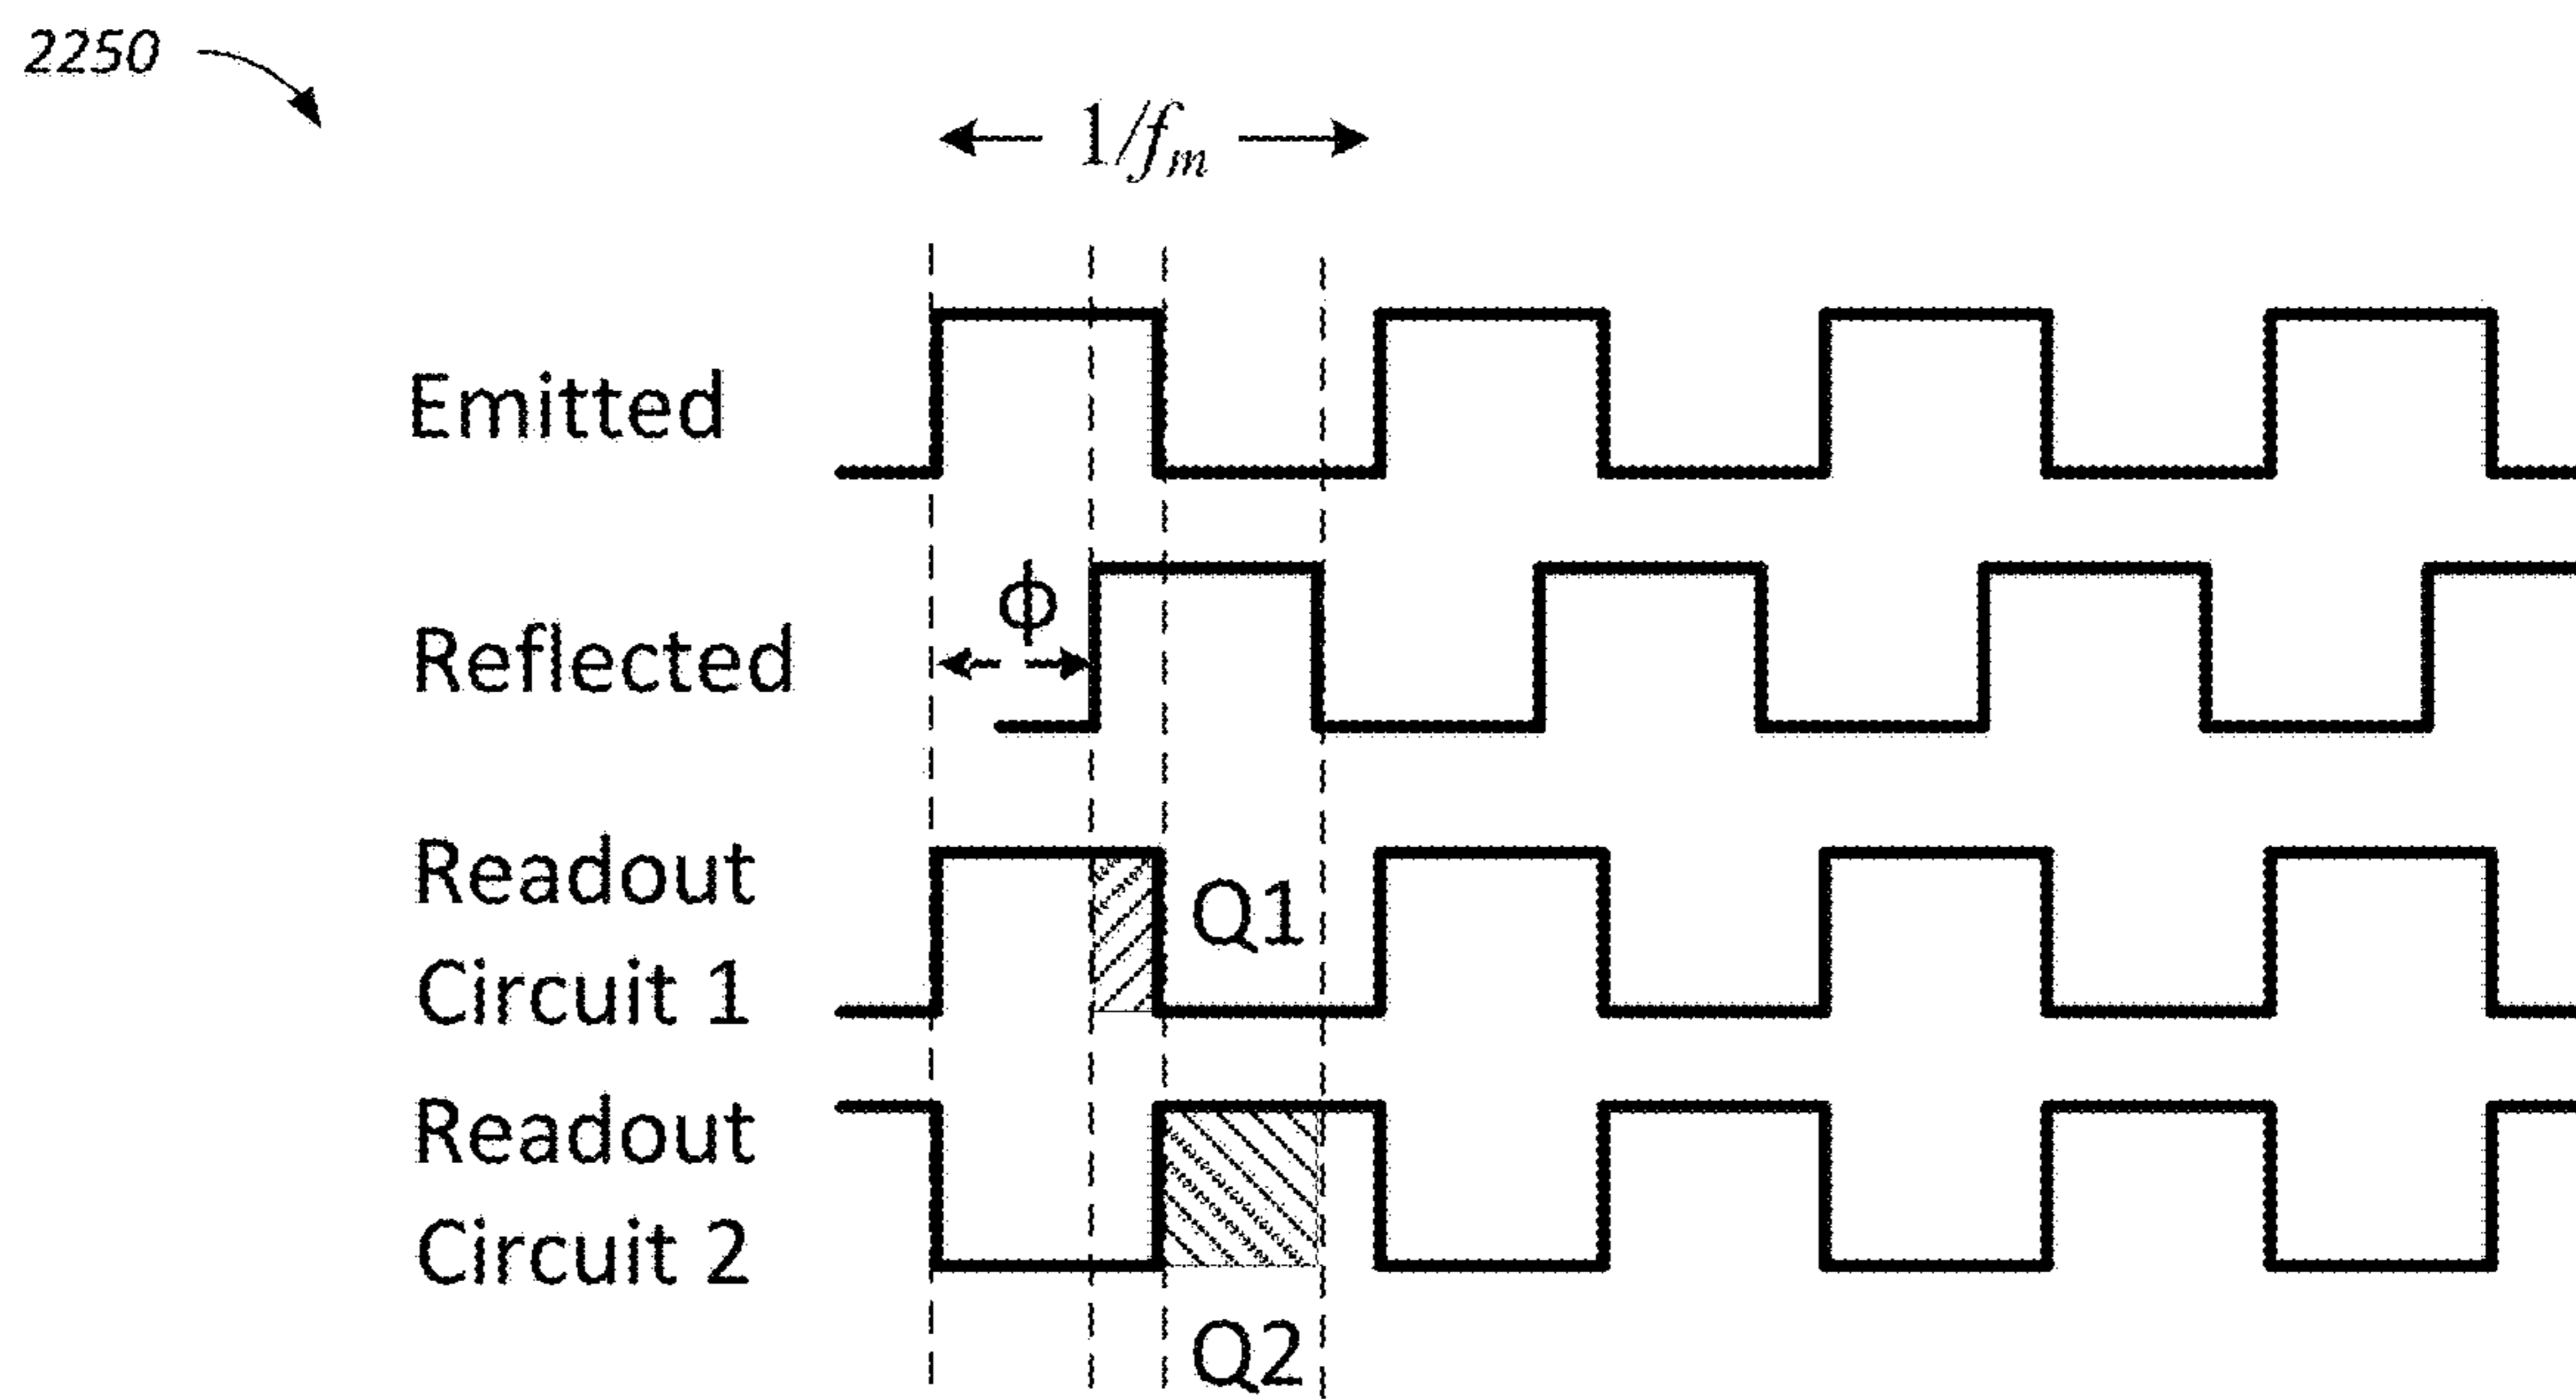 2250
1/fm
Emitted
ϕ
Reflected
Readout
Circuit 1
Q1
Readout
Circuit 2
Q2